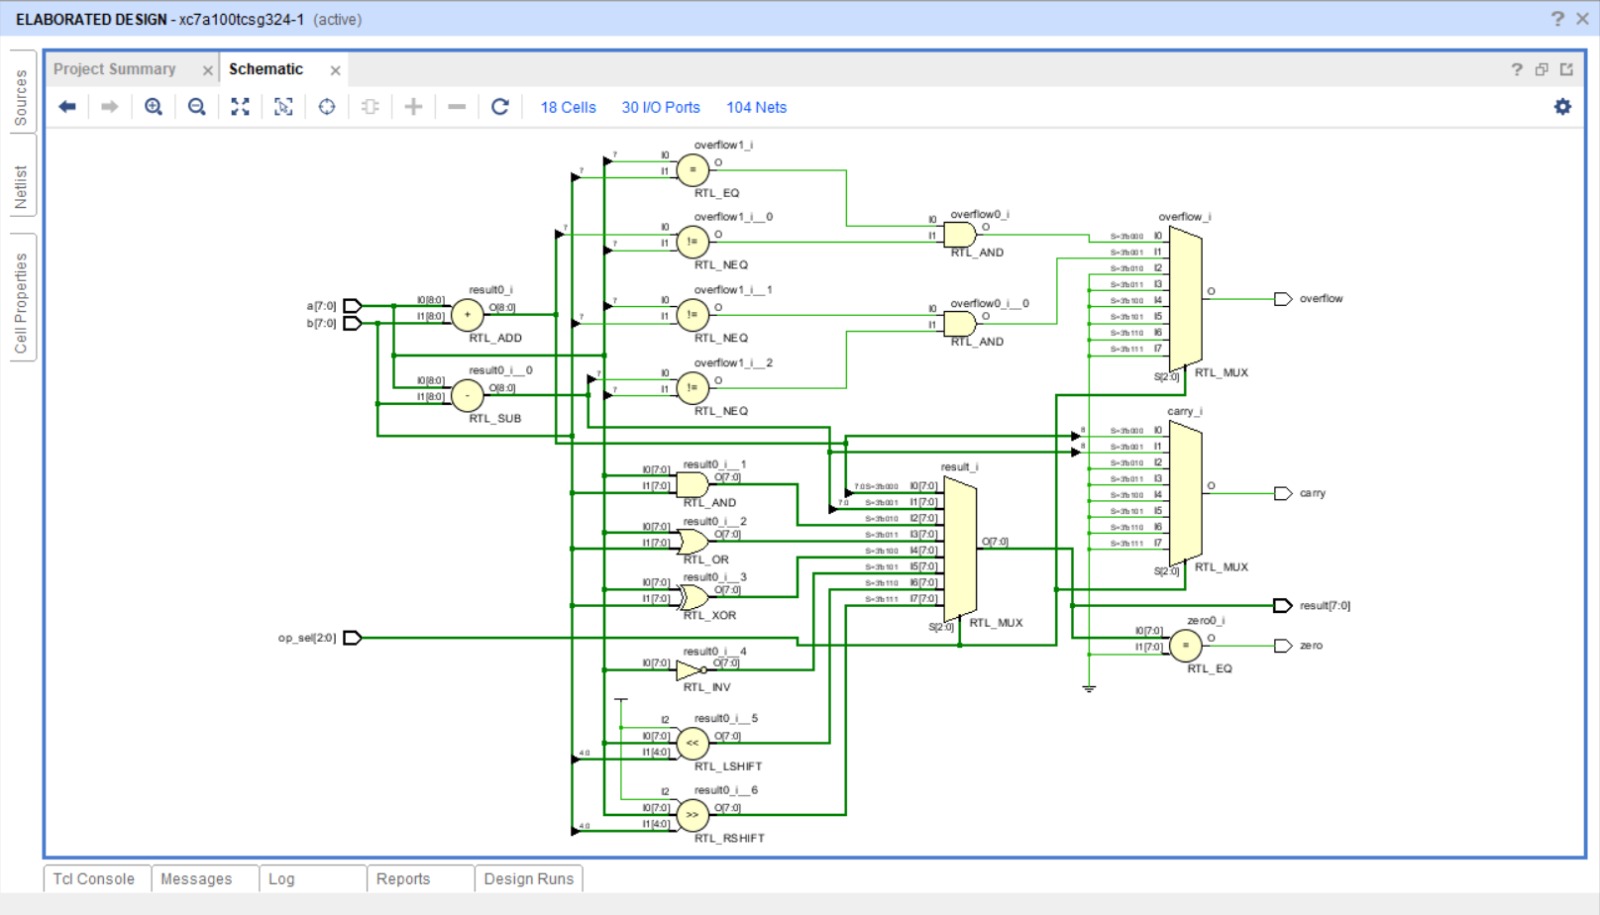 ELABORATED DESIGN - xc7a100tcsg324-1 (active)
Sources
Netlist
Cell Properties
Project Summary
Schematic
18 Cells
30 I/O Ports
104 Nets
a[7:0]
b[7:0]
op_sel[2:0]
result0_i
I0[8:0]
I1[8:0]
+
O[8:0]
RTL_ADD
result0_i__0
I0[8:0]
I1[8:0]
-
O[8:0]
RTL_SUB
overflow1_i
7
7
I0
I1
=
O
RTL_EQ
overflow1_i__0
7
7
I0
I1
!=
O
RTL_NEQ
overflow1_i__1
7
7
I0
I1
!=
O
RTL_NEQ
overflow1_i__2
7
7
I0
I1
!=
O
RTL_NEQ
result0_i__1
I0[7:0]
I1[7:0]
O[7:0]
RTL_AND
result0_i__2
I0[7:0]
I1[7:0]
O[7:0]
RTL_OR
result0_i__3
I0[7:0]
I1[7:0]
O[7:0]
RTL_XOR
result0_i__4
I0[7:0]
O[7:0]
RTL_INV
result0_i__5
I2
I0[7:0]
4:0
I1[4:0]
<<
O[7:0]
RTL_LSHIFT
result0_i__6
I2
I0[7:0]
4:0
I1[4:0]
>>
O[7:0]
RTL_RSHIFT
overflow0_i
I0
I1
O
RTL_AND
overflow0_i__0
I0
I1
O
RTL_AND
result_i
7:0 S=3'b000 I0[7:0]
7:0 S=3'b001 I1[7:0]
S=3'b010 I2[7:0]
S=3'b011 I3[7:0]
S=3'b100 I4[7:0]
S=3'b101 I5[7:0]
S=3'b110 I6[7:0]
S=3'b111 I7[7:0]
S[2:0]
O[7:0]
RTL_MUX
overflow_i
S=3'b000 I0
S=3'b001 I1
S=3'b010 I2
S=3'b011 I3
S=3'b100 I4
S=3'b101 I5
S=3'b110 I6
S=3'b111 I7
S[2:0]
O
RTL_MUX
overflow
carry_i
8 S=3'b000 I0
8 S=3'b001 I1
S=3'b010 I2
S=3'b011 I3
S=3'b100 I4
S=3'b101 I5
S=3'b110 I6
S=3'b111 I7
S[2:0]
O
RTL_MUX
carry
result[7:0]
zero0_i
I0[7:0]
I1[7:0]
=
O
RTL_EQ
zero
Tcl Console
Messages
Log
Reports
Design Runs